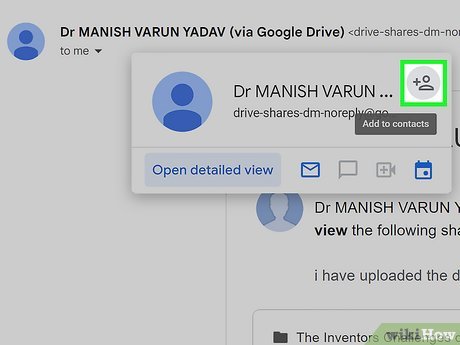 Dr MANISH VARUN YADAV (via Google Drive) <drive-shares-dm-nor
to me
Dr MANISH VARUN ...
drive-shares-dm-noreply@go
Add to contacts
Open detailed view
Dr MANISH VARUN Y
view the following sha
i have uploaded the d
The Inventors Challenges
wikiHow